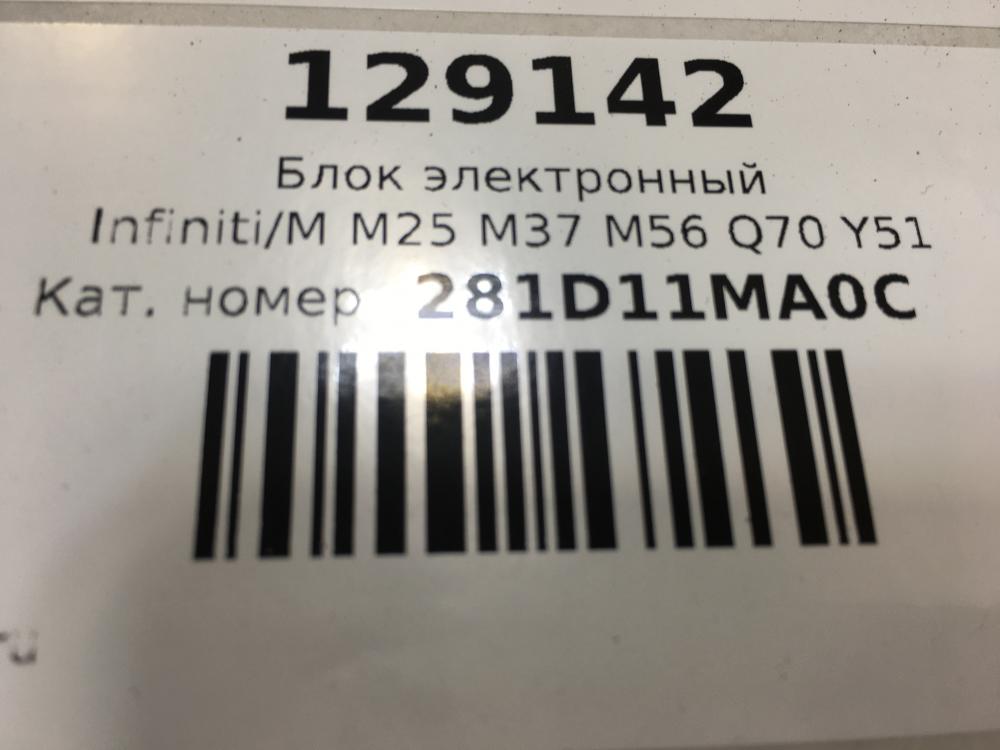 129142
Блок электронный
Infiniti/M M25 M37 M56 Q70 Y51
Кат. номер 281D11MA0C